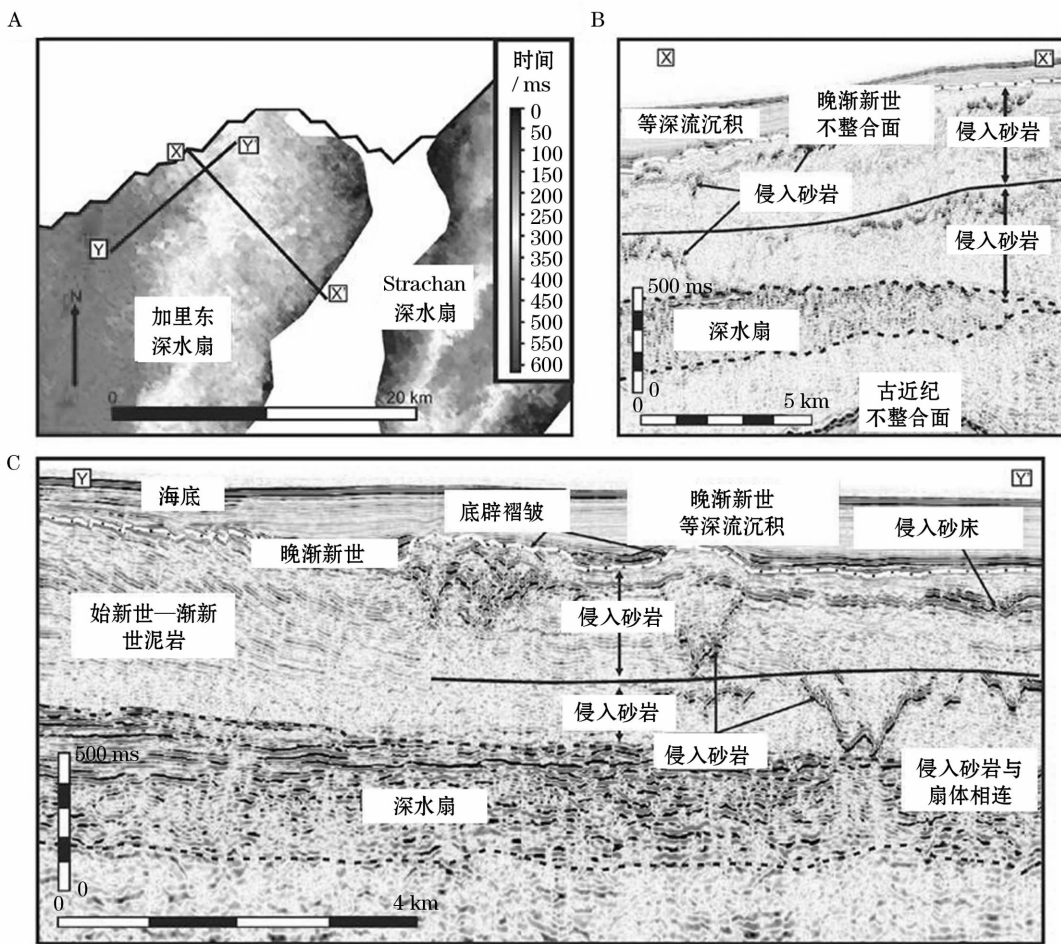 A
时间
/ms
0
50
100
150
200
250
300
350
400
450
500
550
600
X
Y'
Y
X'
N
加里东
深水扇
Strachan
深水扇
0
20 km
B
X
X'
等深流沉积
晚渐新世
不整合面
侵入砂岩
侵入砂岩
侵入砂岩
500 ms
深水扇
0
0
5 km
古近纪
不整合面
C
Y
Y'
海底
底辟褶皱
晚渐新世
等深流沉积
侵入砂床
晚渐新世
始新世—渐新
世泥岩
侵入砂岩
侵入砂岩
侵入砂岩
侵入砂岩与
扇体相连
500 ms
深水扇
0
0
4 km